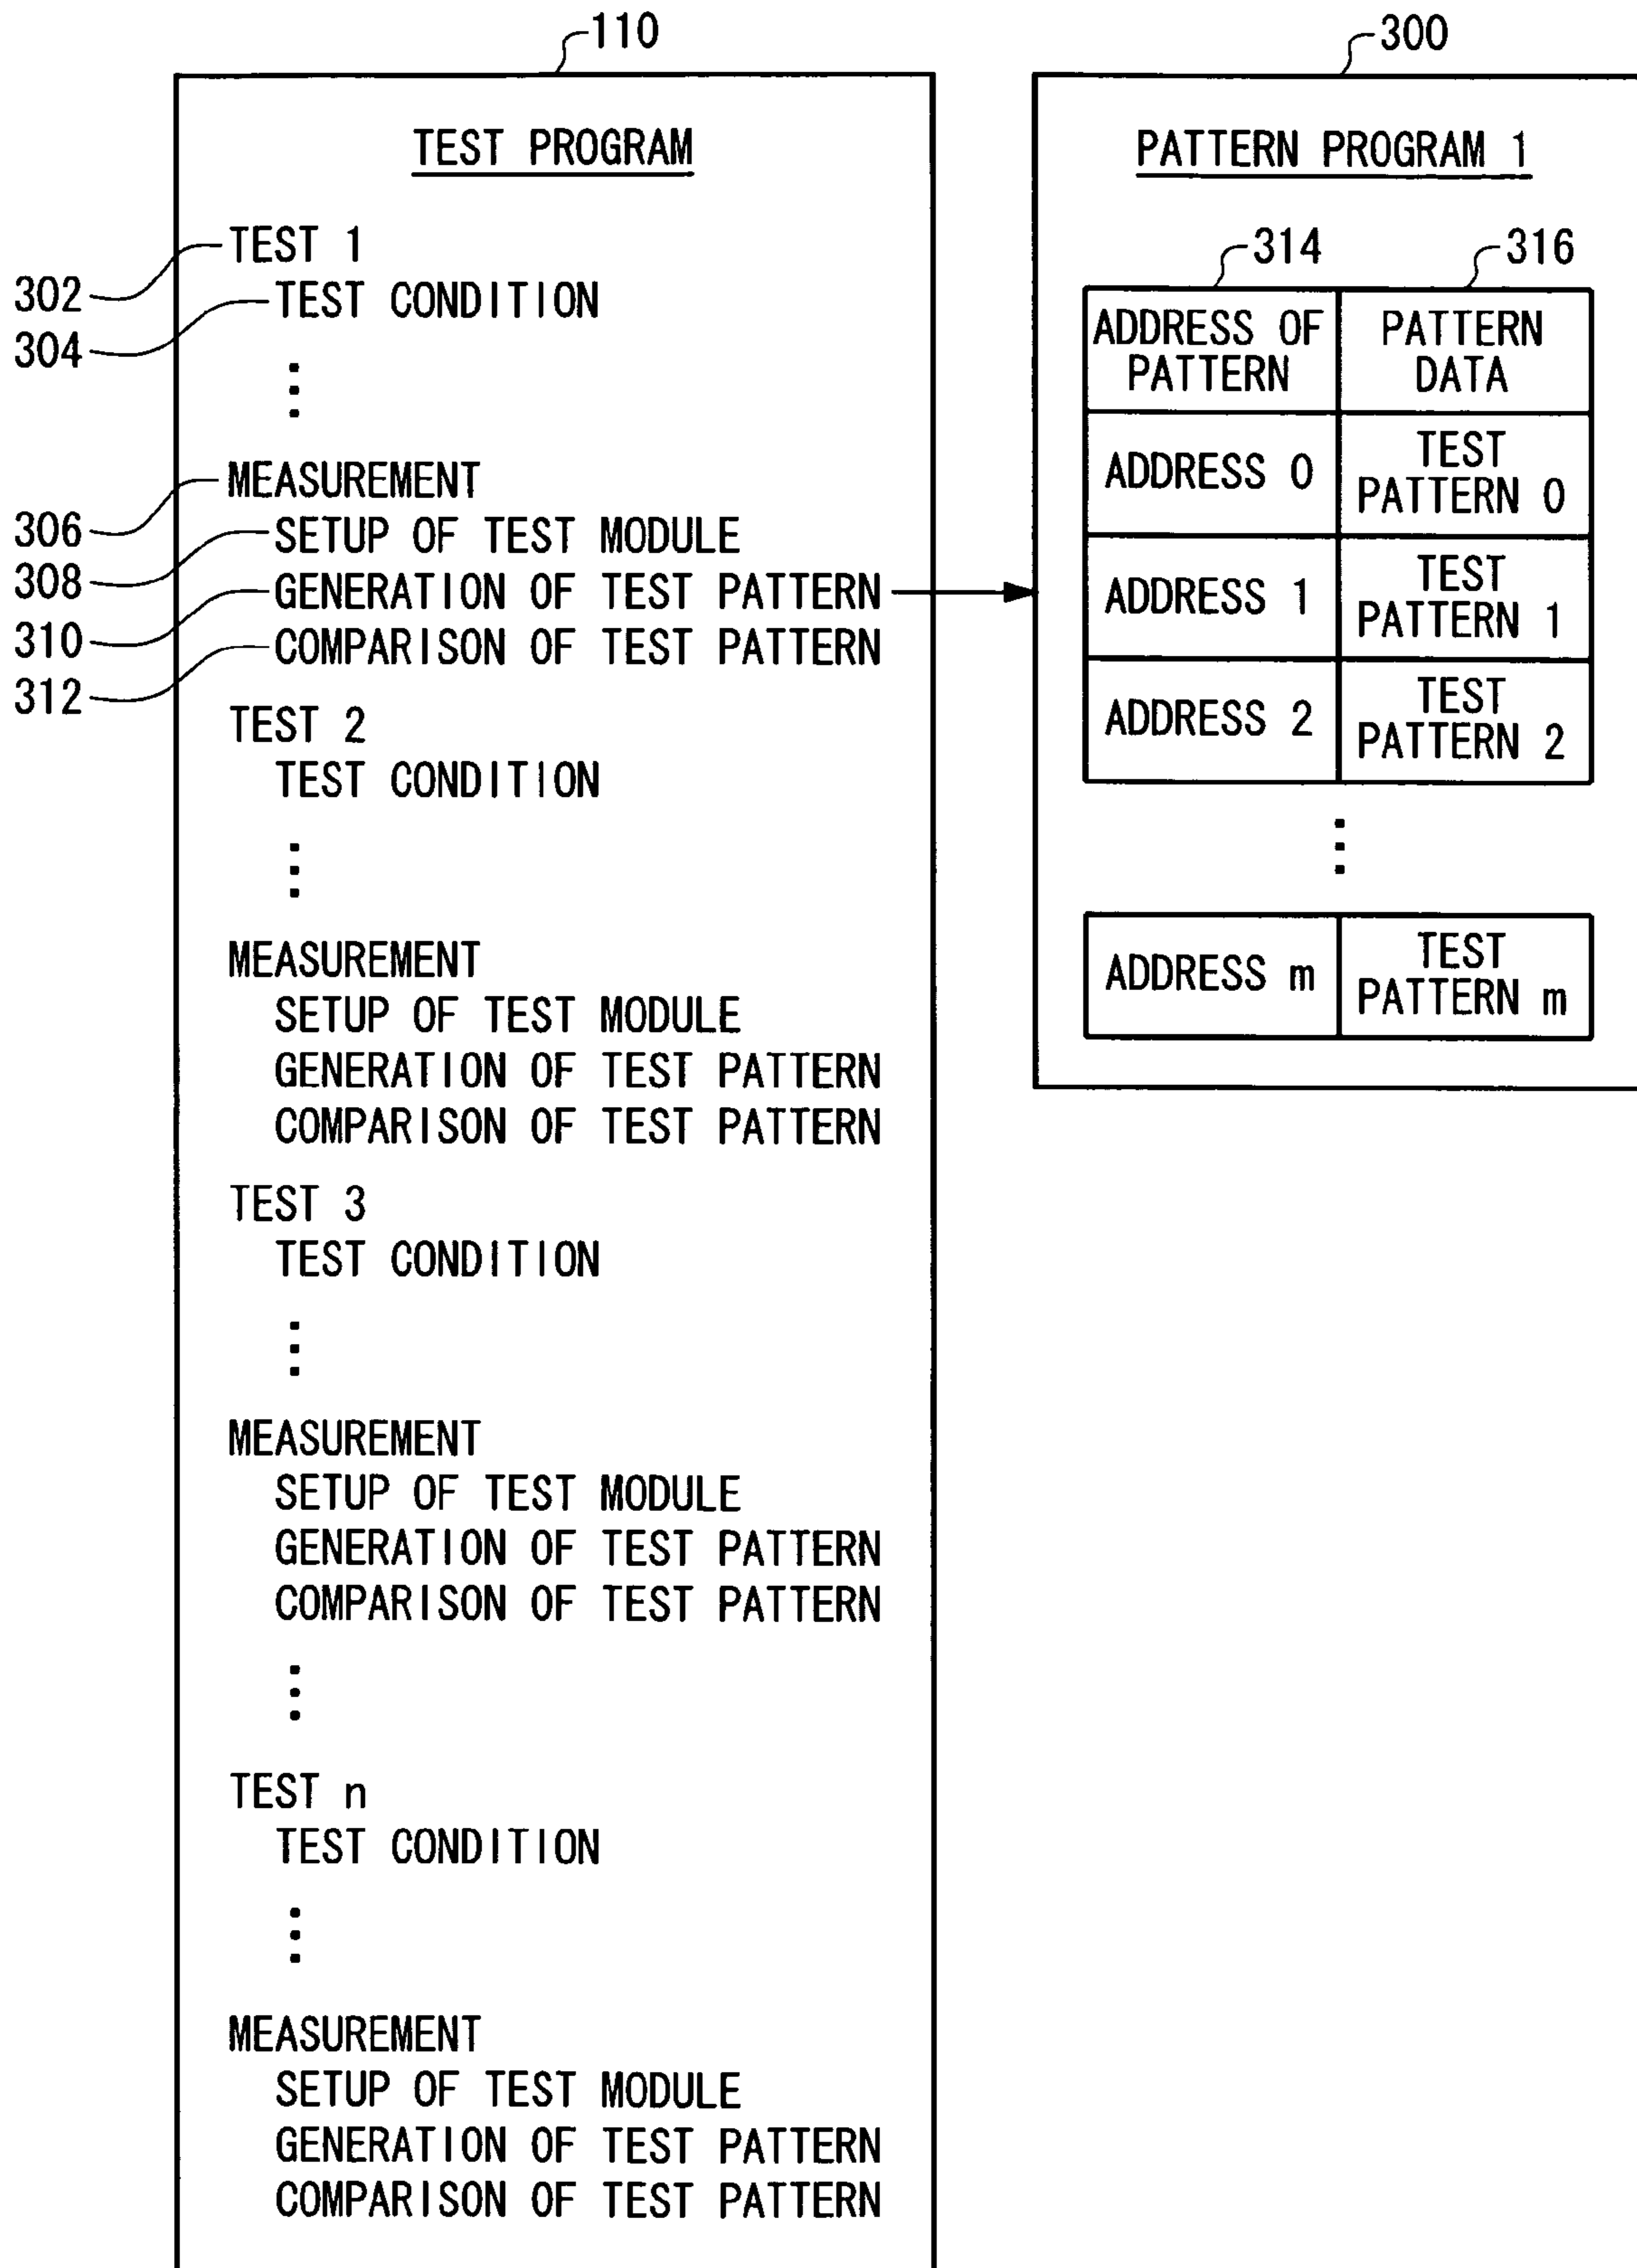 110
TEST PROGRAM
302
TEST 1
304
TEST CONDITION
306
MEASUREMENT
308
SETUP OF TEST MODULE
310
GENERATION OF TEST PATTERN
312
COMPARISON OF TEST PATTERN
TEST 2
TEST CONDITION
MEASUREMENT
SETUP OF TEST MODULE
GENERATION OF TEST PATTERN
COMPARISON OF TEST PATTERN
TEST 3
TEST CONDITION
MEASUREMENT
SETUP OF TEST MODULE
GENERATION OF TEST PATTERN
COMPARISON OF TEST PATTERN
TEST n
TEST CONDITION
MEASUREMENT
SETUP OF TEST MODULE
GENERATION OF TEST PATTERN
COMPARISON OF TEST PATTERN
300
PATTERN PROGRAM 1
314
316
ADDRESS OF
PATTERN
PATTERN
DATA
ADDRESS 0
TEST
PATTERN 0
ADDRESS 1
TEST
PATTERN 1
ADDRESS 2
TEST
PATTERN 2
ADDRESS m
TEST
PATTERN m